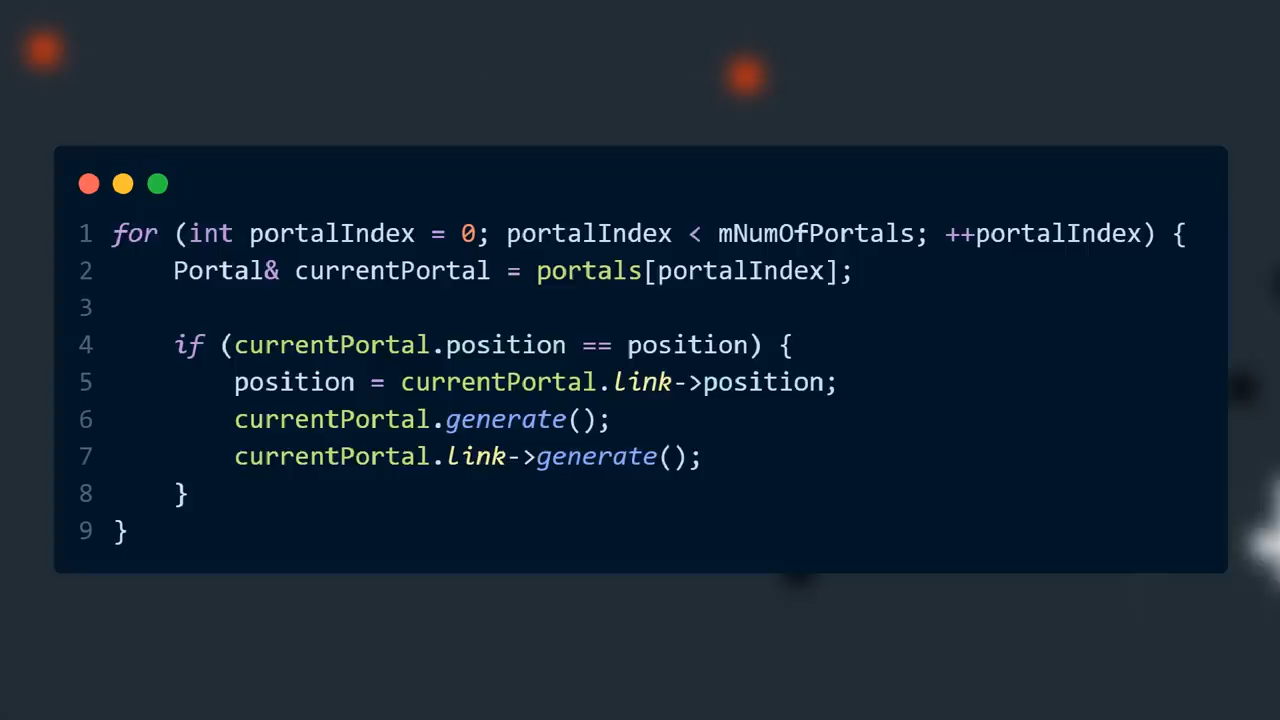 1 for (int portalIndex = 0; portalIndex < mNumOfPortals; ++portalIndex) {
2     Portal& currentPortal = portals[portalIndex];
3
4     if (currentPortal.position == position) {
5         position = currentPortal.link->position;
6         currentPortal.generate();
7         currentPortal.link->generate();
8     }
9 }